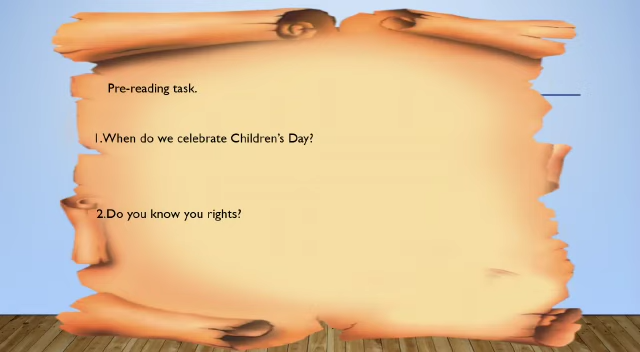 Pre-reading task.
1.When do we celebrate Children's Day?
2.Do you know you rights?